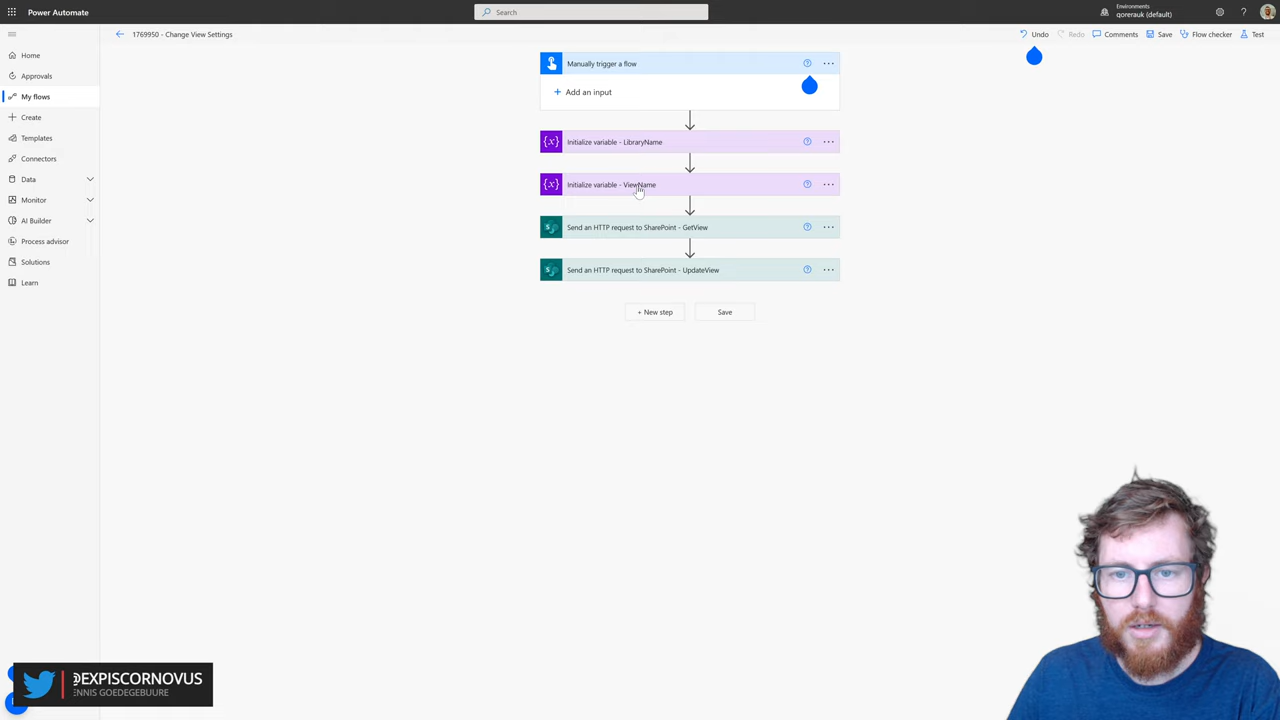 Power Automate
Search
Environments
qorerauk (default)
1769950 - Change View Settings
Undo
Redo
Comments
Save
Flow checker
Test
Home
Approvals
My flows
Create
Templates
Connectors
Data
Monitor
AI Builder
Process advisor
Solutions
Learn
Manually trigger a flow
+ Add an input
{x} Initialize variable - LibraryName
{x} Initialize variable - ViewName
Send an HTTP request to SharePoint - GetView
Send an HTTP request to SharePoint - UpdateView
+ New step
Save
@EXPISCORNOVUS
ENNIS GOEDEGEBUURE